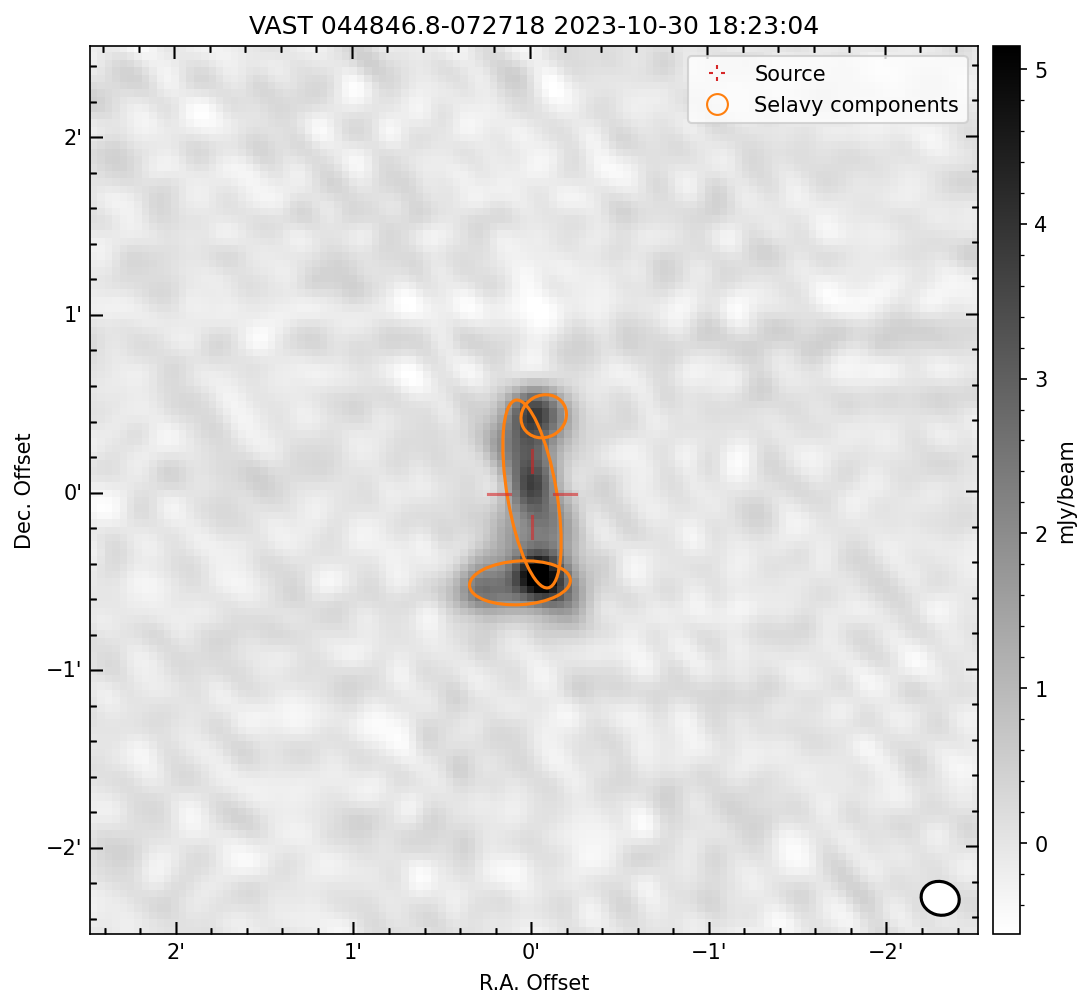 VAST 044846.8-072718 2023-10-30 18:23:04
Source
Selavy components
2'
1'
0'
−1'
−2'
Dec. Offset
2'
1'
0'
−1'
−2'
R.A. Offset
5
4
3
2
1
0
mJy/beam